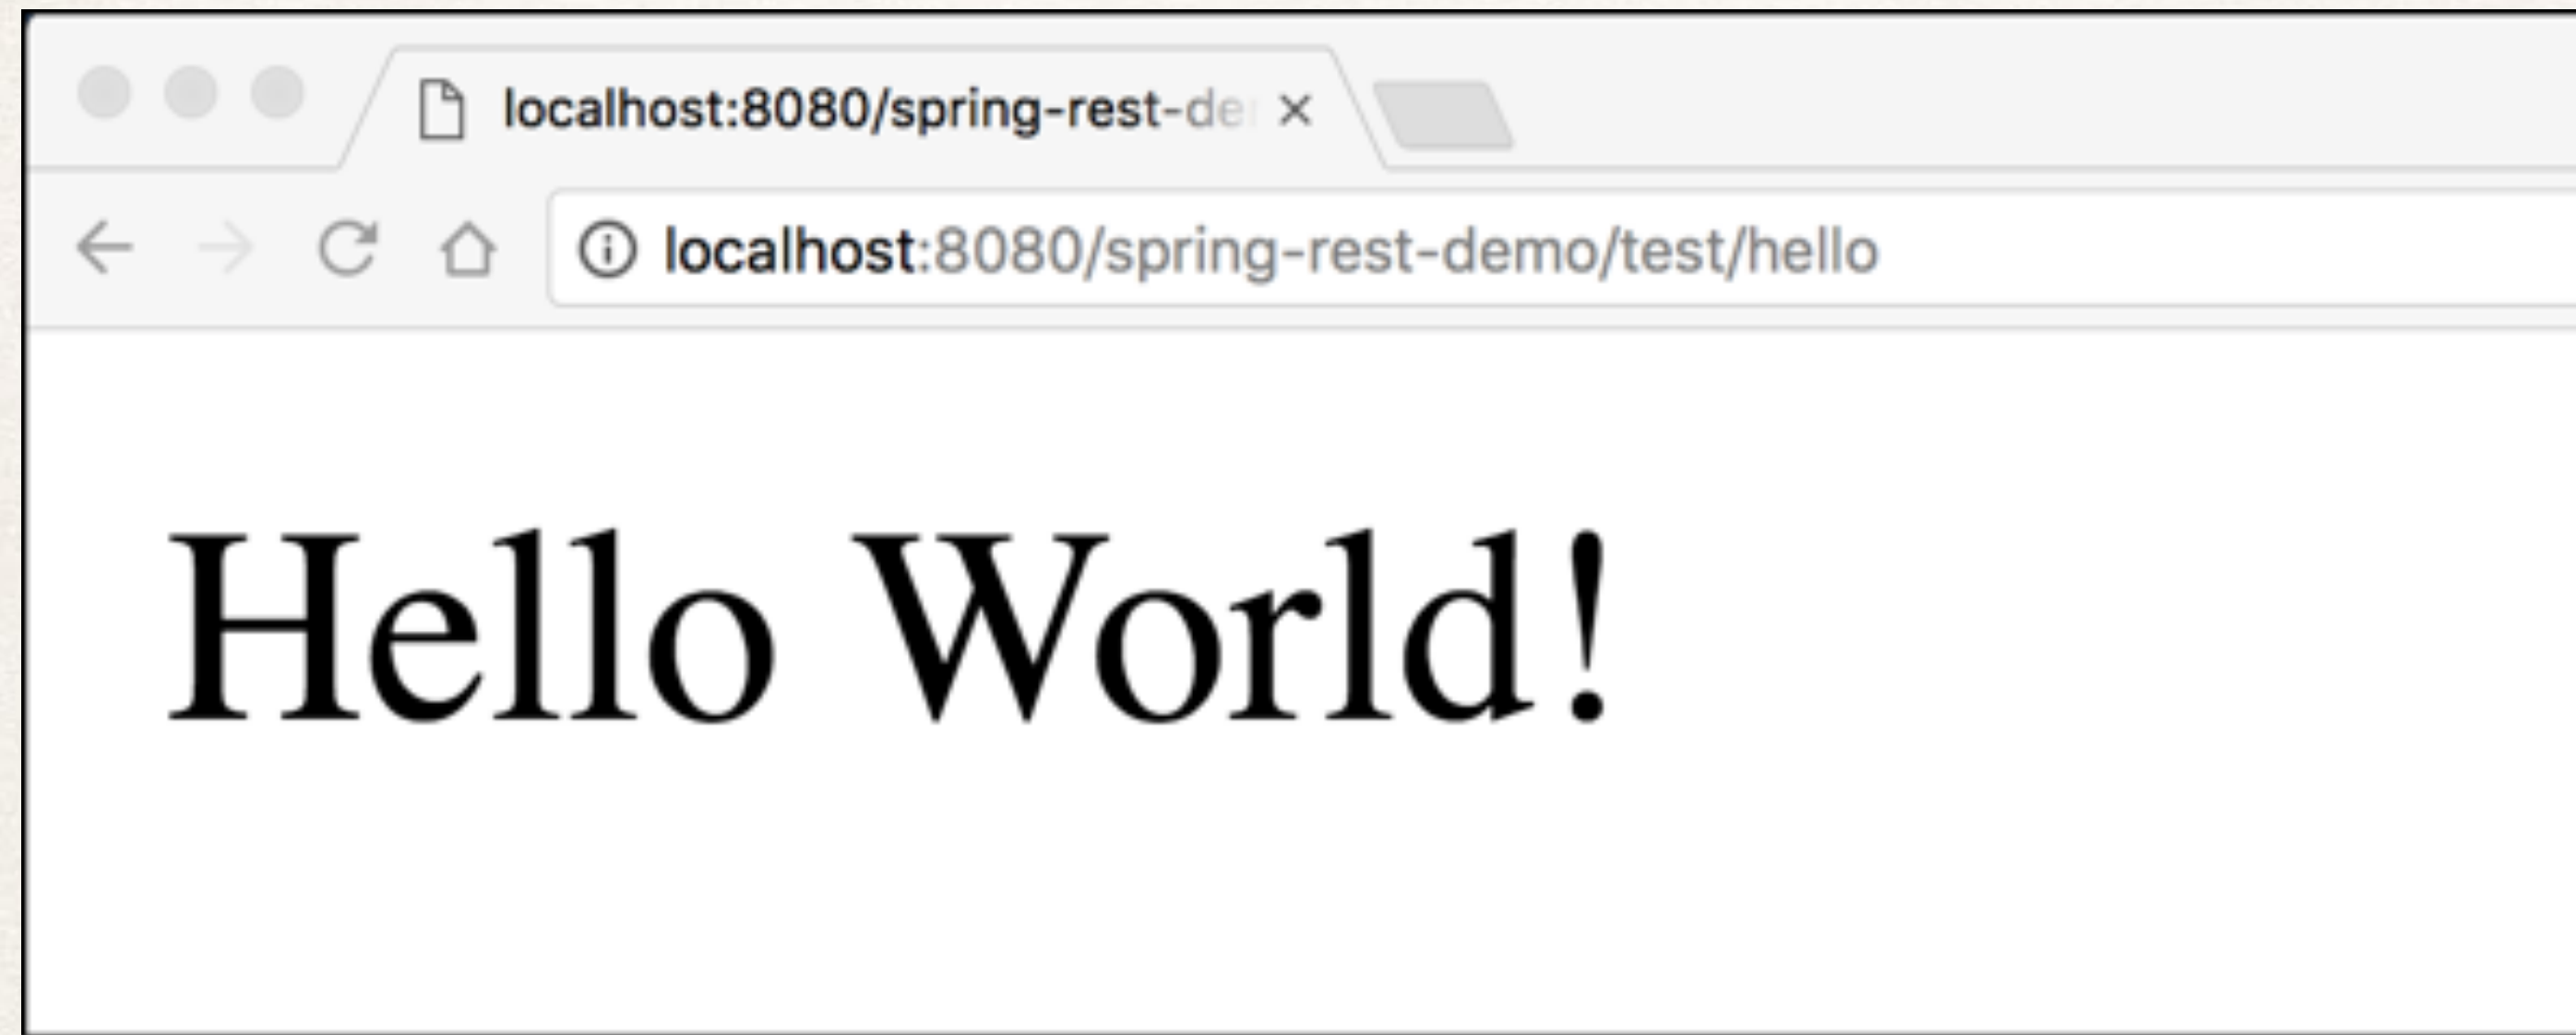 localhost:8080/spring-rest-de
localhost:8080/spring-rest-demo/test/hello
Hello World!